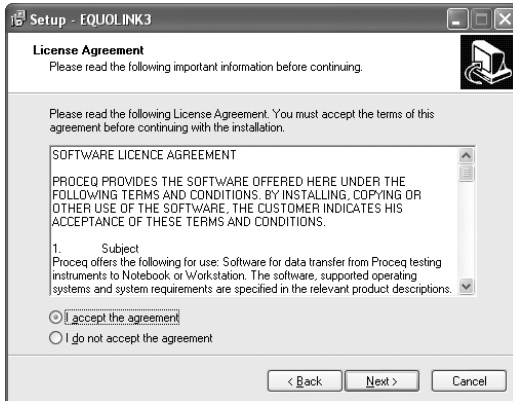 Setup - EQUOLINK3
License Agreement
Please read the following important information before continuing.
Please read the following License Agreement. You must accept the terms of this
agreement before continuing with the installation.
SOFTWARE LICENCE AGREEMENT
PROCEQ PROVIDES THE SOFTWARE OFFERED HERE UNDER THE
FOLLOWING TERMS AND CONDITIONS. BY INSTALLING, COPYING OR
OTHER USE OF THE SOFTWARE, THE CUSTOMER INDICATES HIS
ACCEPTANCE OF THESE TERMS AND CONDITIONS.
1. Subject
Proceq offers the following for use: Software for data transfer from Proceq testing
instruments to Notebook or Workstation. The software, supported operating
systems and system requirements are specified in the relevant product descriptions.
I accept the agreement
I do not accept the agreement
< Back Next > Cancel